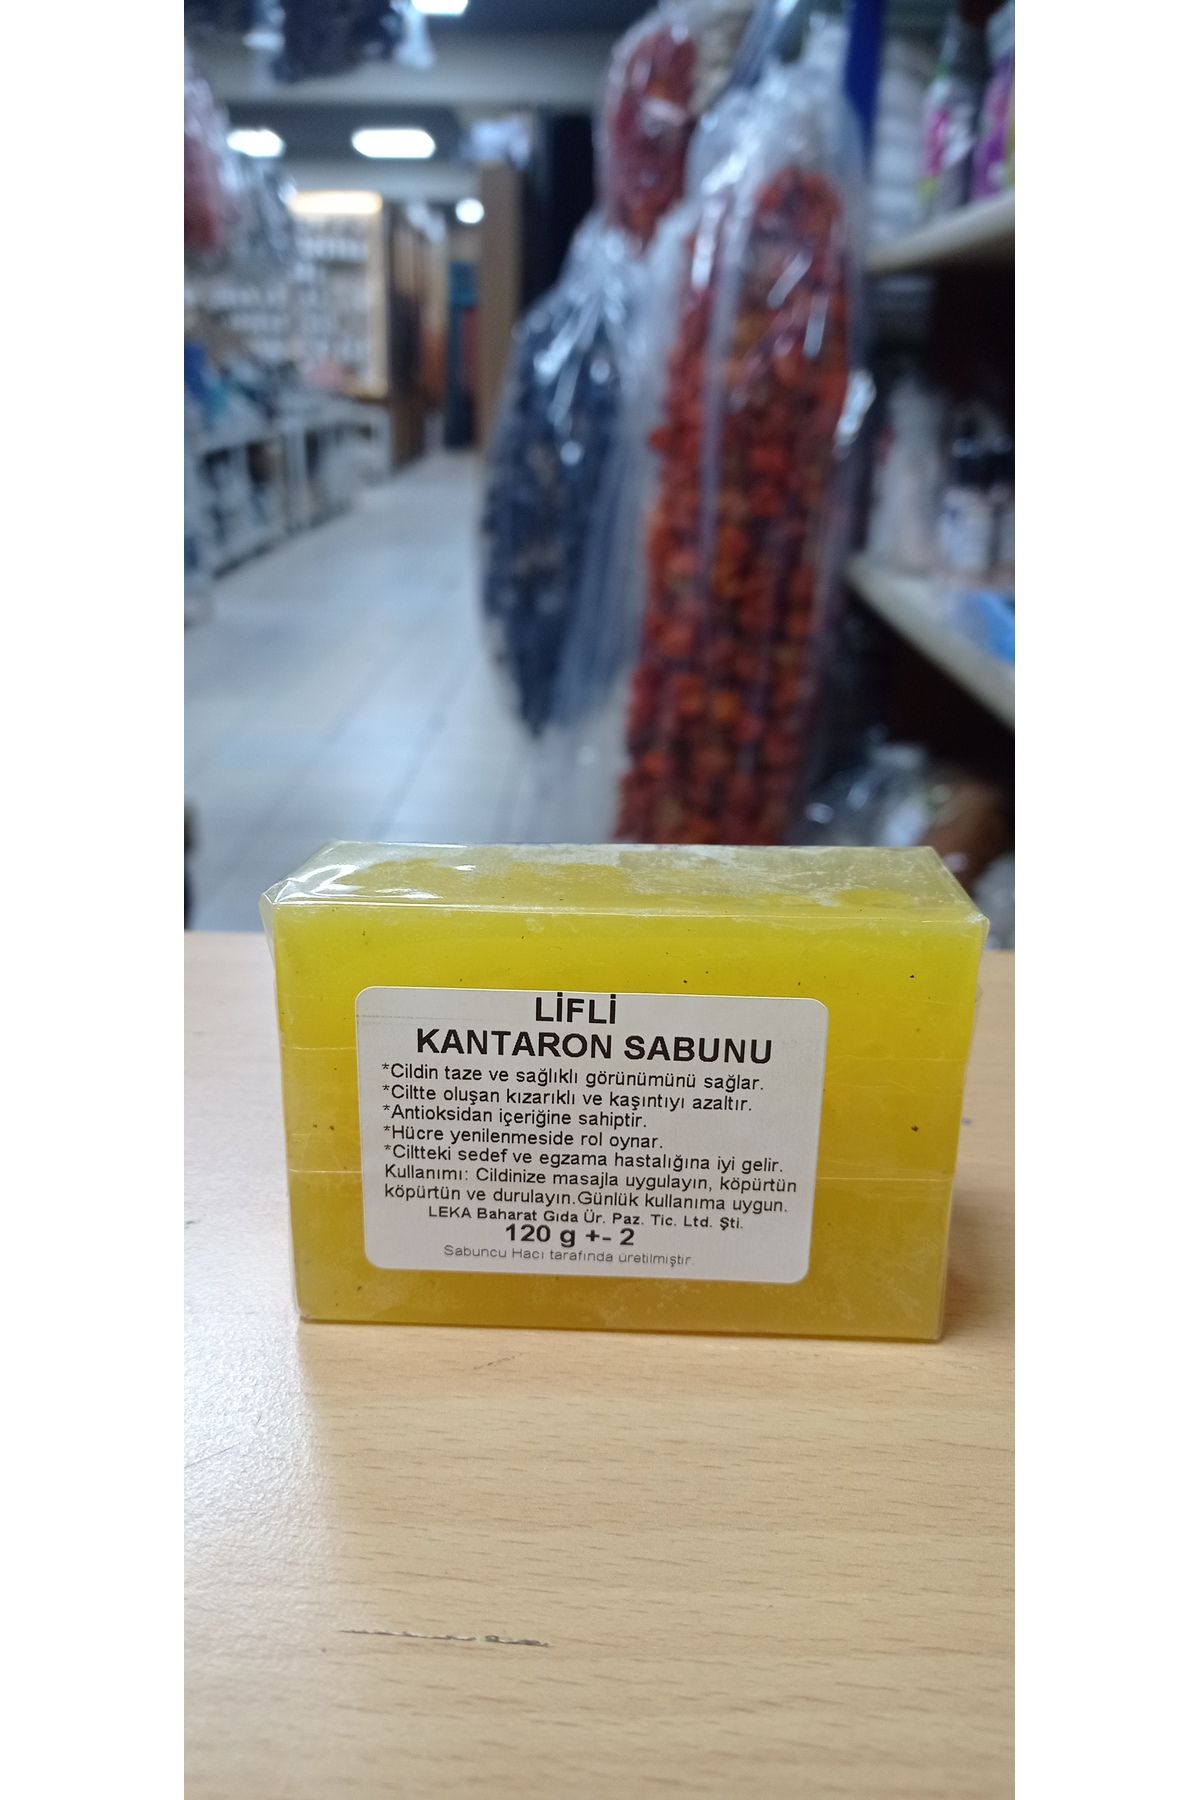 LİFLİ
KANTARON SABUNU
*Cildin taze ve sağlıklı görünümünü sağlar.
*Ciltte oluşan kızarıklı ve kaşıntıyı azaltır.
*Antioksidan içeriğine sahiptir.
*Hücre yenilenmeside rol oynar.
*Ciltteki sedef ve egzama hastalığına iyi gelir.
Kullanımı: Cildinize masajla uygulayın, köpürtün
köpürtün ve durulayın.Günlük kullanıma uygun.
LEKA Baharat Gıda Ür. Paz. Tic. Ltd. Şti.
120 g +- 2
Sabuncu Hacı tarafında üretilmiştir.